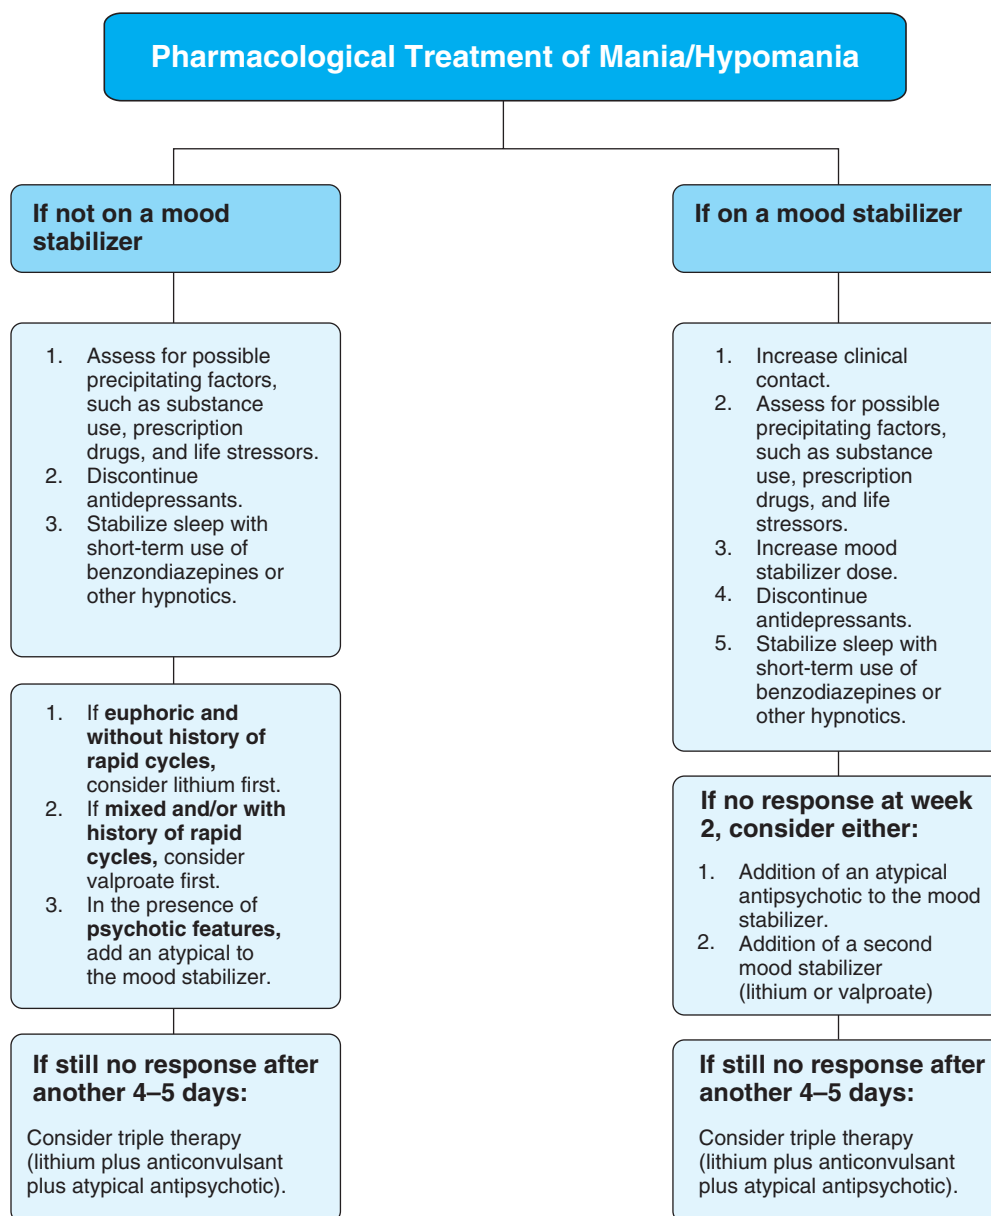 Pharmacological Treatment of Mania/Hypomania
If not on a mood
stabilizer
1. Assess for possible
precipitating factors,
such as substance
use, prescription
drugs, and life stressors.
2. Discontinue
antidepressants.
3. Stabilize sleep with
short-term use of
benzondiazepines or
other hypnotics.
1. If euphoric and
without history of
rapid cycles,
consider lithium first.
2. If mixed and/or with
history of rapid
cycles, consider
valproate first.
3. In the presence of
psychotic features,
add an atypical to
the mood stabilizer.
If still no response after
another 4–5 days:
Consider triple therapy
(lithium plus anticonvulsant
plus atypical antipsychotic).
If on a mood stabilizer
1. Increase clinical
contact.
2. Assess for possible
precipitating factors,
such as substance
use, prescription
drugs, and life
stressors.
3. Increase mood
stabilizer dose.
4. Discontinue
antidepressants.
5. Stabilize sleep with
short-term use of
benzodiazepines or
other hypnotics.
If no response at week
2, consider either:
1. Addition of an atypical
antipsychotic to the mood
stabilizer.
2. Addition of a second
mood stabilizer
(lithium or valproate)
If still no response after
another 4–5 days:
Consider triple therapy
(lithium plus anticonvulsant
plus atypical antipsychotic).